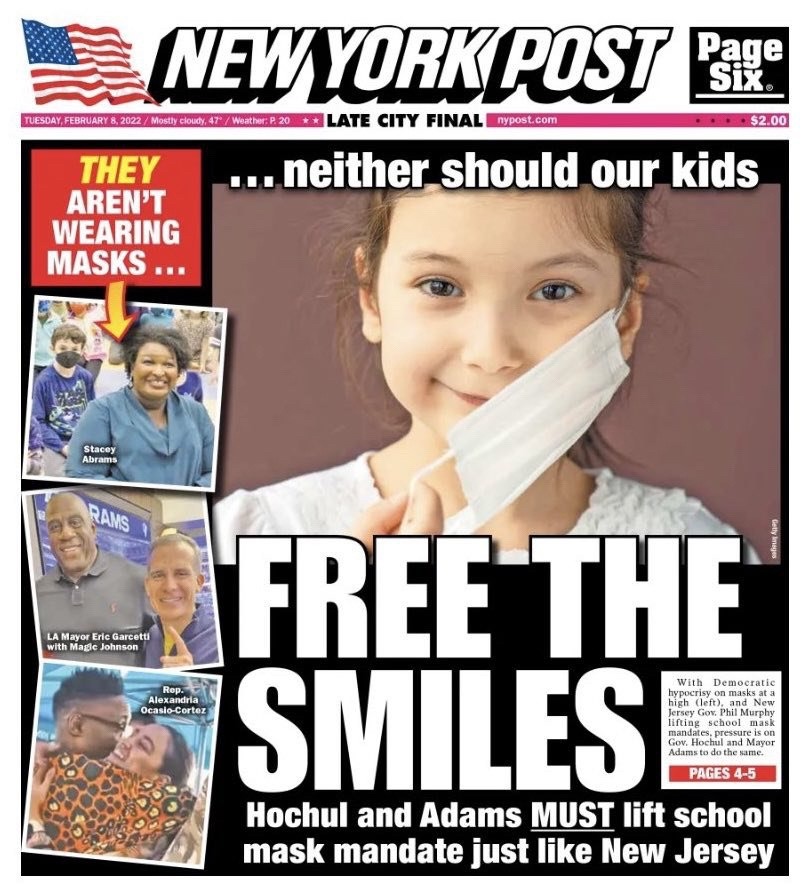 NEW YORK POST
Page
Six®
TUESDAY, FEBRUARY 8, 2022 / Mostly cloudy, 47° / Weather: P. 20 ★★ LATE CITY FINAL nypost.com $2.00
THEY
AREN'T
WEARING
MASKS ...
... neither should our kids
Stacey
Abrams
RAMS
LA Mayor Eric Garcetti
with Magic Johnson
Rep.
Alexandria
Ocasio-Cortez
Getty Images
FREE THE
SMILES
With Democratic
hypocrisy on masks at a
high (left), and New
Jersey Gov. Phil Murphy
lifting school mask
mandates, pressure is on
Gov. Hochul and Mayor
Adams to do the same.
PAGES 4-5
Hochul and Adams MUST lift school
mask mandate just like New Jersey